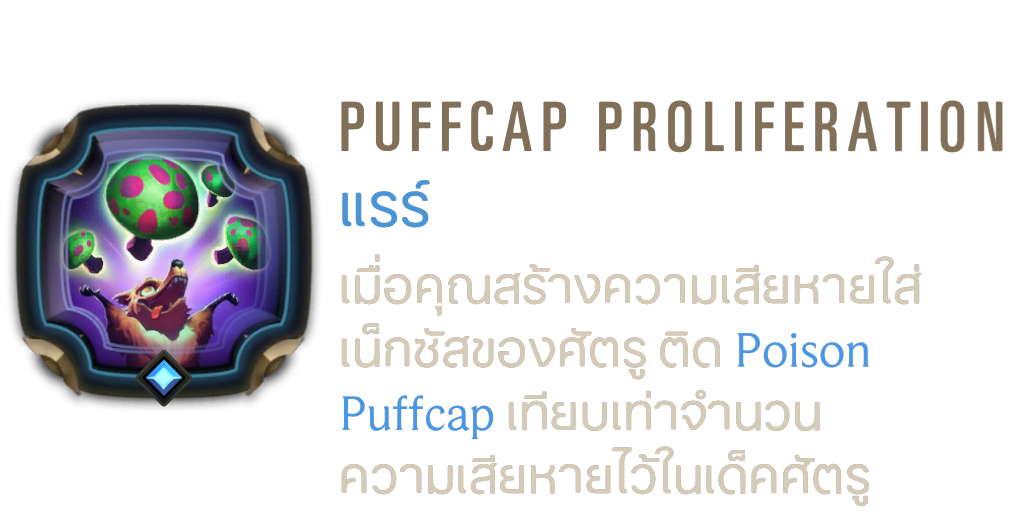 PUFFCAP PROLIFERATION
แรร์
เมื่อคุณสร้างความเสียหายใส่
เน็กซัสของศัตรู ติด Poison
Puffcap เทียบเท่าจำนวน
ความเสียหายไว้ในเด็คศัตรู